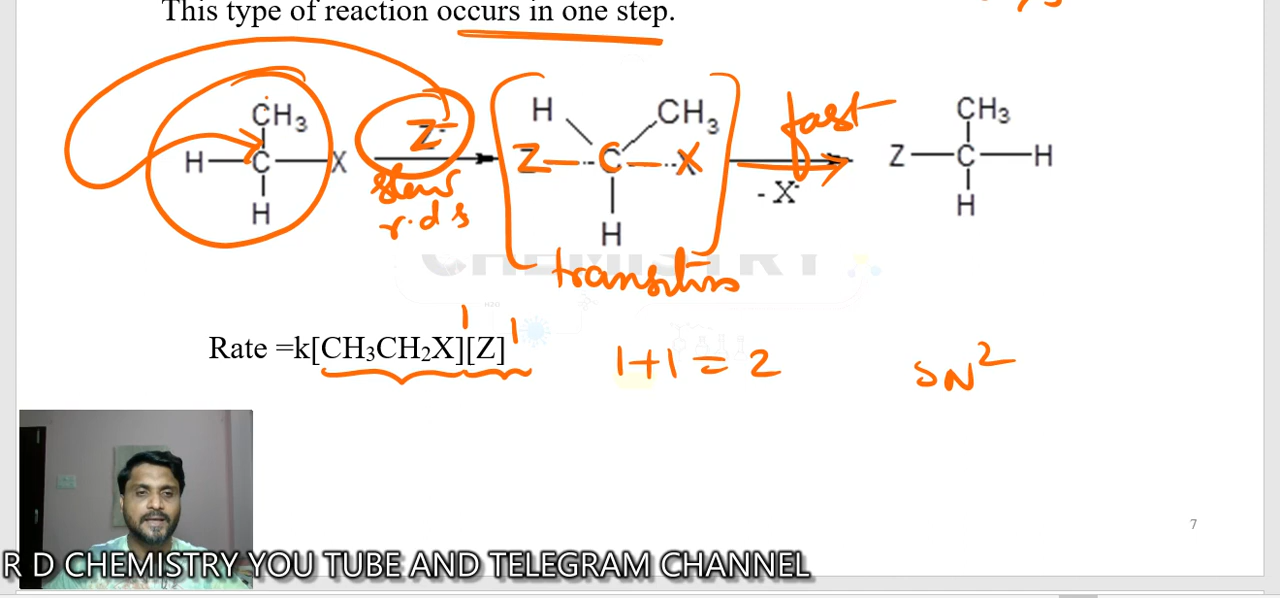 This type of reaction occurs in one step.
CH₃ H CH₃ fast CH₃
H C X Z⁻ Z C X Z C H
slow - X⁻
H r.d.s H H
transition
CHEMISTRY
1 1
Rate =k[CH₃CH₂X][Z] 1+1=2 SN²
7
R D CHEMISTRY YOU TUBE AND TELEGRAM CHANNEL